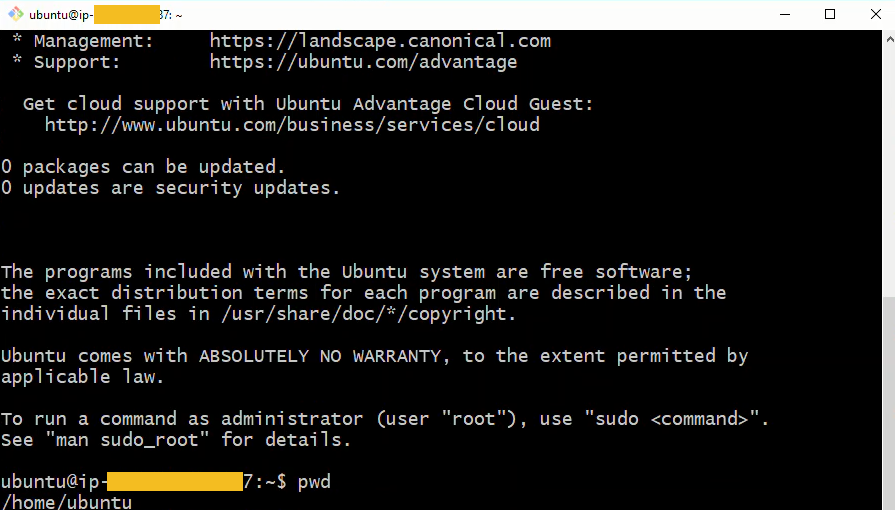 ubuntu@ip-37: ~
* Management:     https://landscape.canonical.com
* Support:        https://ubuntu.com/advantage
Get cloud support with Ubuntu Advantage Cloud Guest:
http://www.ubuntu.com/business/services/cloud
0 packages can be updated.
0 updates are security updates.
The programs included with the Ubuntu system are free software;
the exact distribution terms for each program are described in the
individual files in /usr/share/doc/*/copyright.
Ubuntu comes with ABSOLUTELY NO WARRANTY, to the extent permitted by
applicable law.
To run a command as administrator (user "root"), use "sudo <command>".
See "man sudo_root" for details.
ubuntu@ip-7:~$ pwd
/home/ubuntu